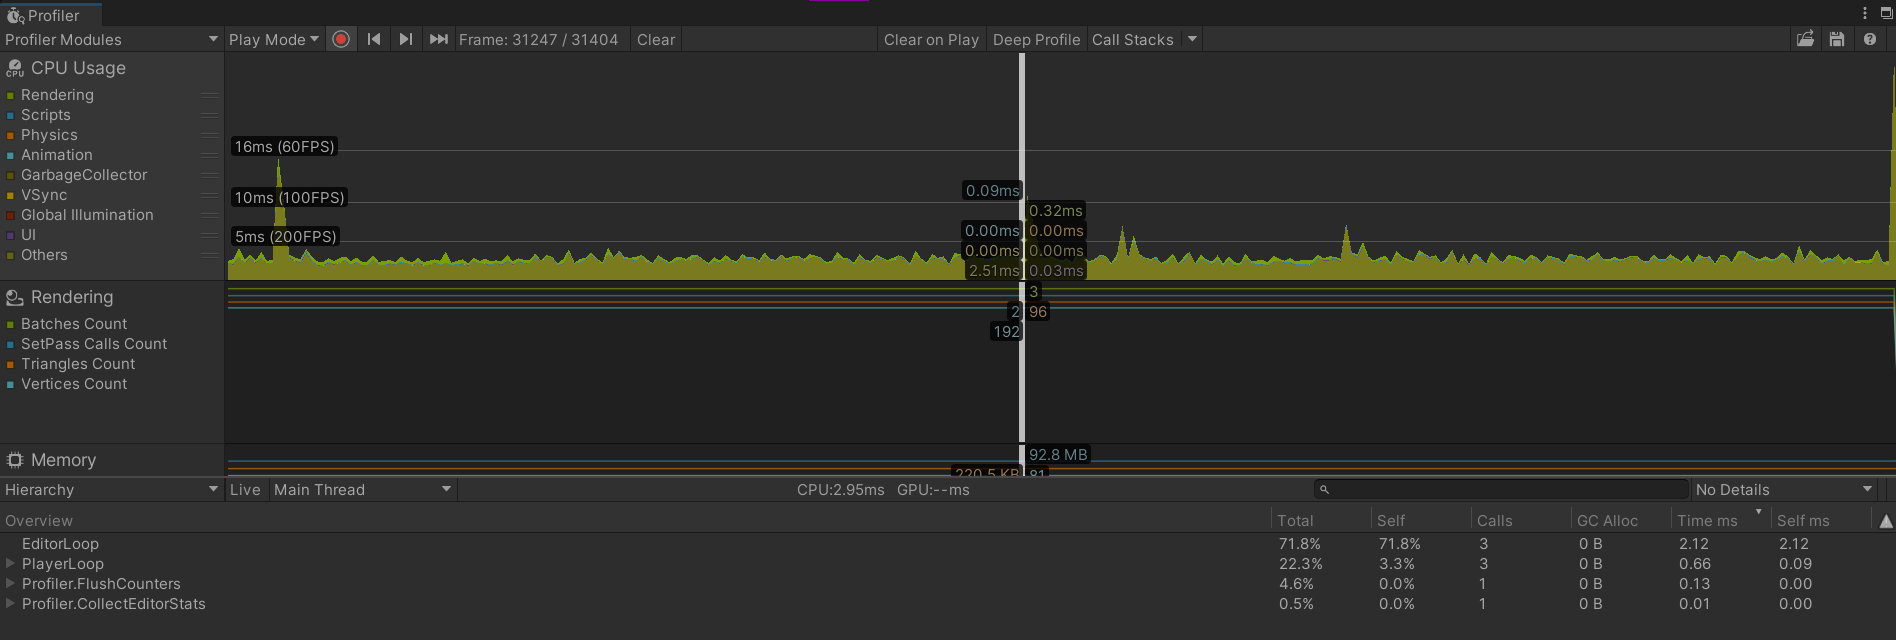 Profiler
Profiler Modules Play Mode Frame: 31247 / 31404 Clear Clear on Play Deep Profile Call Stacks
CPU Usage
Rendering
Scripts
Physics
Animation
GarbageCollector
VSync
Global Illumination
UI
Others
16ms (60FPS)
10ms (100FPS)
5ms (200FPS)
0.09ms
0.32ms
0.00ms 0.00ms
0.00ms 0.00ms
2.51ms 0.03ms
Rendering
Batches Count
SetPass Calls Count
Triangles Count
Vertices Count
3
2 96
192
Memory
92.8 MB
220.5 KB 81
Hierarchy Live Main Thread CPU:2.95ms GPU:--ms No Details
Overview Total Self Calls GC Alloc Time ms Self ms
EditorLoop 71.8% 71.8% 3 0 B 2.12 2.12
PlayerLoop 22.3% 3.3% 3 0 B 0.66 0.09
Profiler.FlushCounters 4.6% 0.0% 1 0 B 0.13 0.00
Profiler.CollectEditorStats 0.5% 0.0% 1 0 B 0.01 0.00